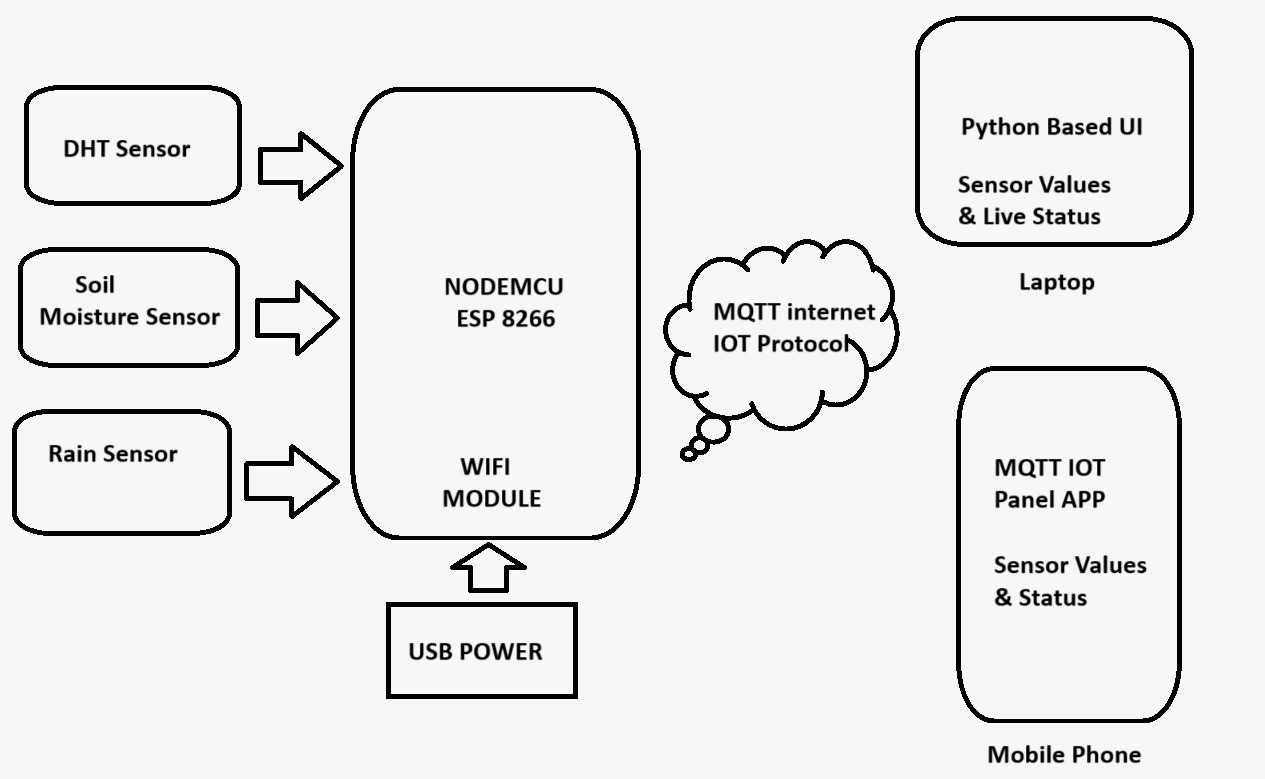 DHT Sensor
Soil
Moisture Sensor
Rain Sensor
NODEMCU
ESP 8266
WIFI
MODULE
USB POWER
MQTT internet
IOT Protocol
Python Based UI
Sensor Values
& Live Status
Laptop
MQTT IOT
Panel APP
Sensor Values
& Status
Mobile Phone